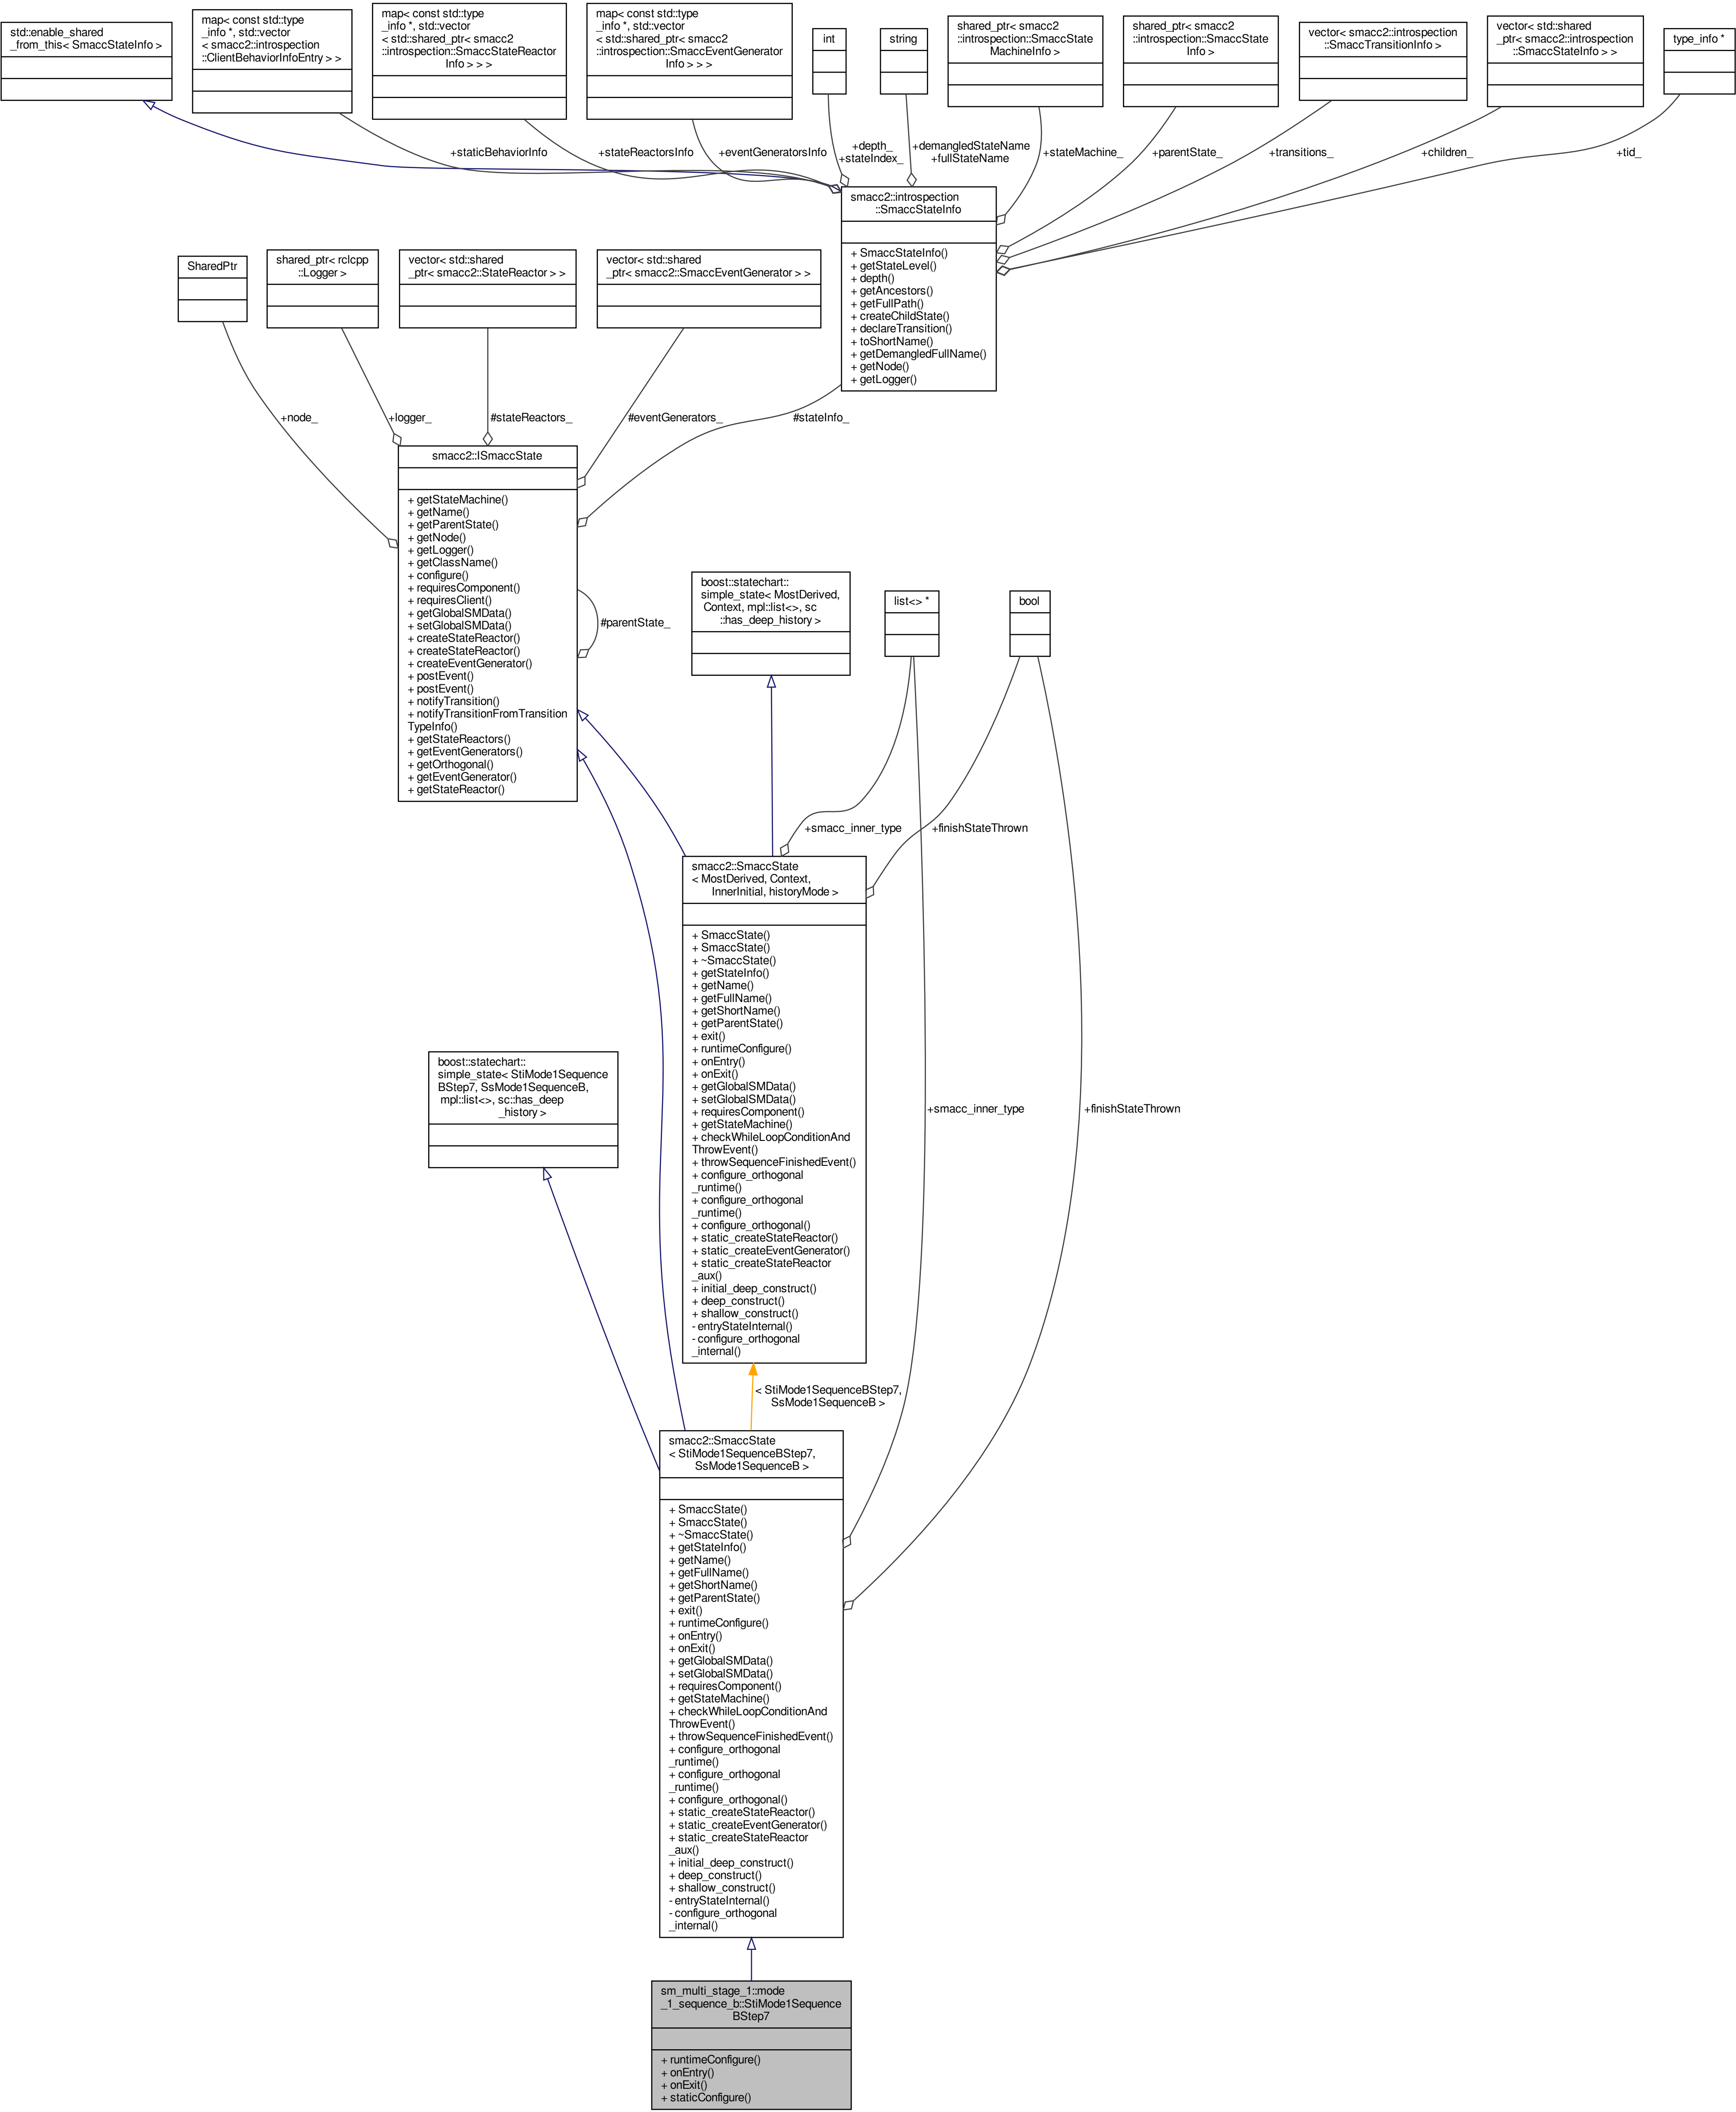 std::enable_shared
_from_this< SmaccStateInfo >
map< const std::type
_info *, std::vector
< smacc2::introspection
::ClientBehaviorInfoEntry > >
map< const std::type
_info *, std::vector
< std::shared_ptr< smacc2
::introspection::SmaccStateReactor
Info > > >
map< const std::type
_info *, std::vector
< std::shared_ptr< smacc2
::introspection::SmaccEventGenerator
Info > > >
int
string
shared_ptr< smacc2
::introspection::SmaccState
MachineInfo >
shared_ptr< smacc2
::introspection::SmaccState
Info >
vector< smacc2::introspection
::SmaccTransitionInfo >
vector< std::shared
_ptr< smacc2::introspection
::SmaccStateInfo > >
type_info *
+staticBehaviorInfo
+stateReactorsInfo
+eventGeneratorsInfo
+depth_
+stateIndex_
+demangledStateName
+fullStateName
+stateMachine_
+parentState_
+transitions_
+children_
+tid_
smacc2::introspection
::SmaccStateInfo
+ SmaccStateInfo()
+ getStateLevel()
+ depth()
+ getAncestors()
+ getFullPath()
+ createChildState()
+ declareTransition()
+ toShortName()
+ getDemangledFullName()
+ getNode()
+ getLogger()
SharedPtr
shared_ptr< rclcpp
::Logger >
vector< std::shared
_ptr< smacc2::StateReactor > >
vector< std::shared
_ptr< smacc2::SmaccEventGenerator > >
+node_
+logger_
#stateReactors_
#eventGenerators_
#stateInfo_
smacc2::ISmaccState
+ getStateMachine()
+ getName()
+ getParentState()
+ getNode()
+ getLogger()
+ getClassName()
+ configure()
+ requiresComponent()
+ requiresClient()
+ getGlobalSMData()
+ setGlobalSMData()
+ createStateReactor()
+ createStateReactor()
+ createEventGenerator()
+ postEvent()
+ postEvent()
+ notifyTransition()
+ notifyTransitionFromTransition
TypeInfo()
+ getStateReactors()
+ getEventGenerators()
+ getOrthogonal()
+ getEventGenerator()
+ getStateReactor()
#parentState_
boost::statechart::
simple_state< MostDerived,
Context, mpl::list<>, sc
::has_deep_history >
list<> *
bool
+smacc_inner_type
+finishStateThrown
smacc2::SmaccState
< MostDerived, Context,
InnerInitial, historyMode >
+ SmaccState()
+ SmaccState()
+ ~SmaccState()
+ getStateInfo()
+ getName()
+ getFullName()
+ getShortName()
+ getParentState()
+ exit()
+ runtimeConfigure()
+ onEntry()
+ onExit()
+ getGlobalSMData()
+ setGlobalSMData()
+ requiresComponent()
+ getStateMachine()
+ checkWhileLoopConditionAnd
ThrowEvent()
+ throwSequenceFinishedEvent()
+ configure_orthogonal
_runtime()
+ configure_orthogonal
_runtime()
+ configure_orthogonal()
+ static_createStateReactor()
+ static_createEventGenerator()
+ static_createStateReactor
_aux()
+ initial_deep_construct()
+ deep_construct()
+ shallow_construct()
- entryStateInternal()
- configure_orthogonal
_internal()
boost::statechart::
simple_state< StiMode1Sequence
BStep7, SsMode1SequenceB,
mpl::list<>, sc::has_deep
_history >
+smacc_inner_type
+finishStateThrown
< StiMode1SequenceBStep7,
SsMode1SequenceB >
smacc2::SmaccState
< StiMode1SequenceBStep7,
SsMode1SequenceB >
+ SmaccState()
+ SmaccState()
+ ~SmaccState()
+ getStateInfo()
+ getName()
+ getFullName()
+ getShortName()
+ getParentState()
+ exit()
+ runtimeConfigure()
+ onEntry()
+ onExit()
+ getGlobalSMData()
+ setGlobalSMData()
+ requiresComponent()
+ getStateMachine()
+ checkWhileLoopConditionAnd
ThrowEvent()
+ throwSequenceFinishedEvent()
+ configure_orthogonal
_runtime()
+ configure_orthogonal
_runtime()
+ configure_orthogonal()
+ static_createStateReactor()
+ static_createEventGenerator()
+ static_createStateReactor
_aux()
+ initial_deep_construct()
+ deep_construct()
+ shallow_construct()
- entryStateInternal()
- configure_orthogonal
_internal()
sm_multi_stage_1::mode
_1_sequence_b::StiMode1Sequence
BStep7
+ runtimeConfigure()
+ onEntry()
+ onExit()
+ staticConfigure()